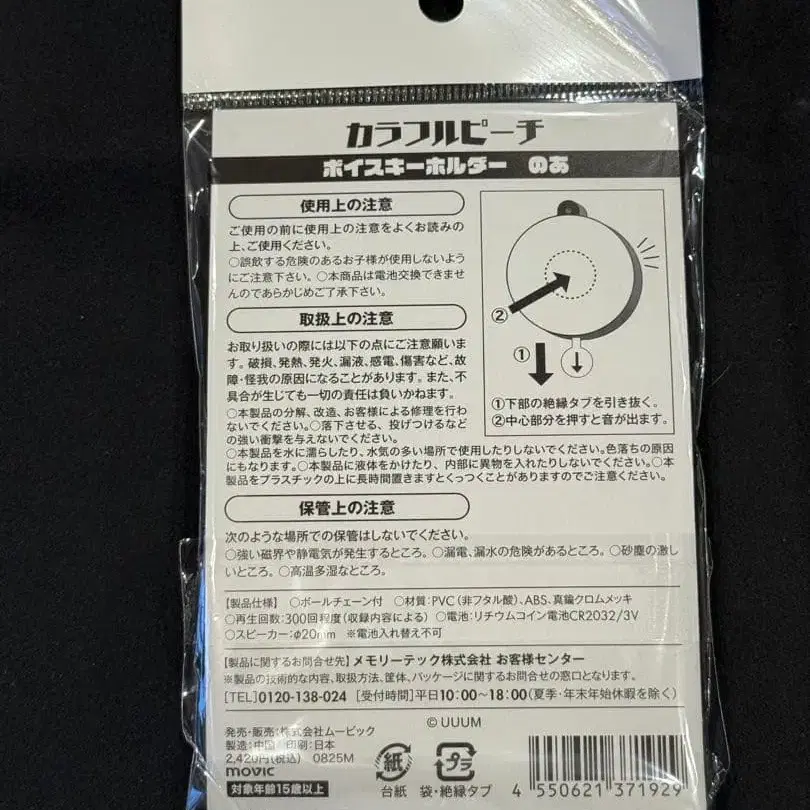 カラフルピーチ
ボイスキーホルダー のあ
使用上の注意
ご使用の前に使用上の注意をよくお読みの
上、ご使用ください。
○誤飲する危険のあるお子様が使用しないよう
にご注意下さい。○本商品は電池交換できませ
んのであらかじめご了承下さい。
取扱上の注意
お取り扱いの際には以下の点にご注意願いま
す。破損、発熱、発火、漏液、感電、傷害など、故
障・怪我の原因になることがあります。また、不
具合が生じても一切の責任は負いかねます。
○本製品の分解、改造、お客様による修理を行わ
ないでください。○落下させる、投げつけるなど
の強い衝撃を与えないでください。
○本製品を水に濡らしたり、水気の多い場所で使用したりしないでください。色落ちの原因
にもなります。○本製品に液体をかけたり、内部に異物を入れたりしないでください。○本
製品をプラスチックの上に長時間置きますとくっつくことがありますのでご注意ください。
②
①
①下部の絶縁タブを引き抜く。
②中心部分を押すと音が出ます。
保管上の注意
次のような場所での保管はしないでください。
○強い磁界や静電気が発生するところ。○漏電、漏水の危険があるところ。○砂塵の激し
いところ。○高温多湿なところ。
【製品仕様】 ○ボールチェーン付 ○材質:PVC(非フタル酸)、ABS、真鍮クロムメッキ
○再生回数:300回程度(収録内容による) ○電池:リチウムコイン電池CR2032/3V
○スピーカー:φ20mm ※電池入れ替え不可
【製品に関するお問合せ先】メモリーテック株式会社 お客様センター
※製品の技術的な内容、取扱方法、筐体、パッケージに関するお問合せの窓口となります。
[TEL]0120-138-024 [受付時間]平日10:00~18:00(夏季・年末年始休暇を除く)
© UUUM
発売・販売:株式会社ムービック
製造:中国 印刷:日本
2,420円(税込) 0825M
movic
対象年齢15歳以上
紙
台紙
プラ
袋・絶縁タブ
4 550621 371929